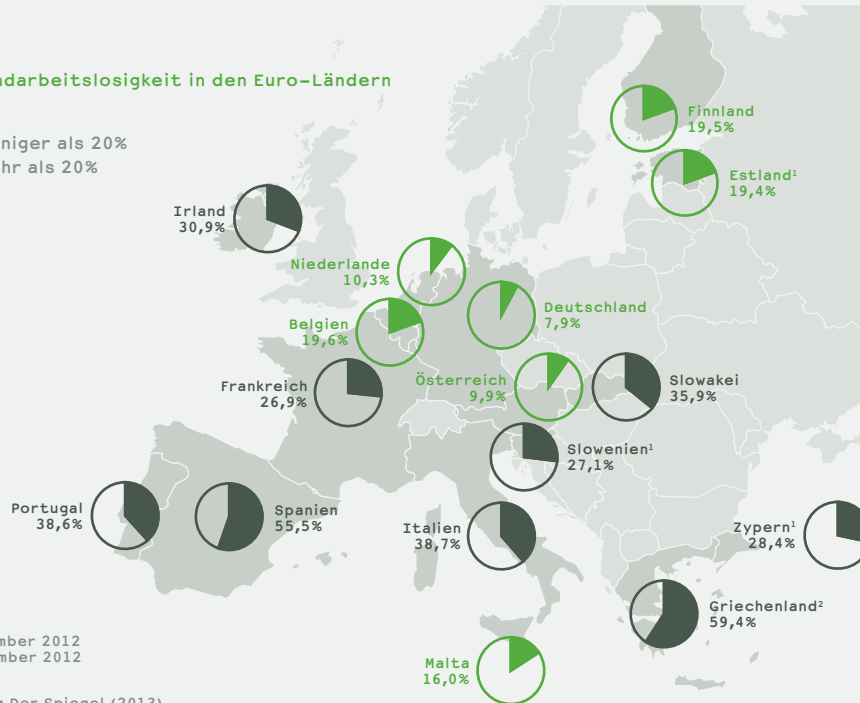 ndarbeitslosigkeit in den Euro-Ländern
niger als 20%
hr als 20%
Finnland
19,5%
Estland¹
19,4%
Irland
30,9%
Niederlande
10,3%
Deutschland
7,9%
Belgien
19,6%
Frankreich
26,9%
Österreich
9,9%
Slowakei
35,9%
Slowenien¹
27,1%
Portugal
38,6%
Spanien
55,5%
Italien
38,7%
Zypern¹
28,4%
Griechenland²
59,4%
Malta
16,0%
mber 2012
mber 2012
: Der Spiegel (2013)